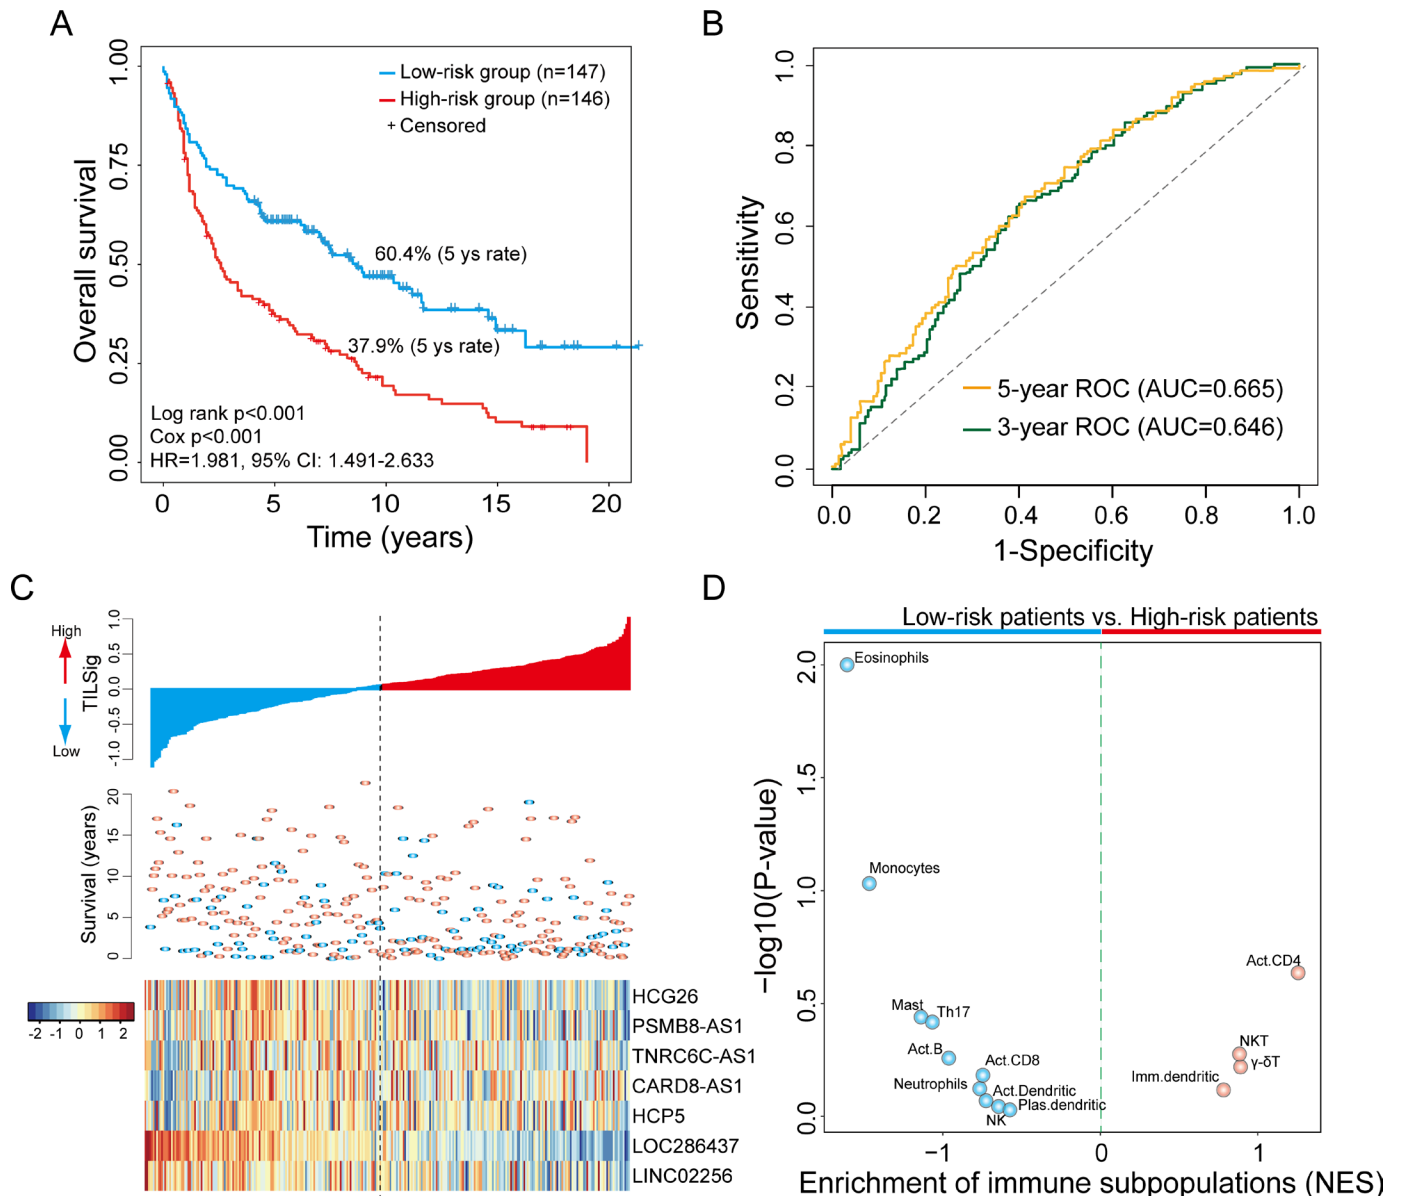 A
1.00
0.75
0.50
0.25
0.00
Overall survival
Low-risk group (n=147)
High-risk group (n=146)
+ Censored
60.4% (5 ys rate)
37.9% (5 ys rate)
Log rank p<0.001
Cox p<0.001
HR=1.981, 95% CI: 1.491-2.633
0 5 10 15 20
Time (years)
B
1.0
0.8
0.6
0.4
0.2
0.0
Sensitivity
5-year ROC (AUC=0.665)
3-year ROC (AUC=0.646)
0.0 0.2 0.4 0.6 0.8 1.0
1-Specificity
C
High
Low
TILSig
1.0
0.5
0.0
-0.5
-1.0
Survival (years)
20
15
10
5
0
-2 -1 0 1 2
HCG26
PSMB8-AS1
TNRC6C-AS1
CARD8-AS1
HCP5
LOC286437
LINC02256
D
Low-risk patients vs. High-risk patients
2.0
1.5
1.0
0.5
0.0
−log10(P-value)
Eosinophils
Monocytes
Act.CD4
Mast
Th17
Act.B
NKT
γ-δT
Act.CD8
Imm.dendritic
Neutrophils
Act.Dendritic
Plas.dendritic
NK
−1 0 1
Enrichment of immune subpopulations (NES)